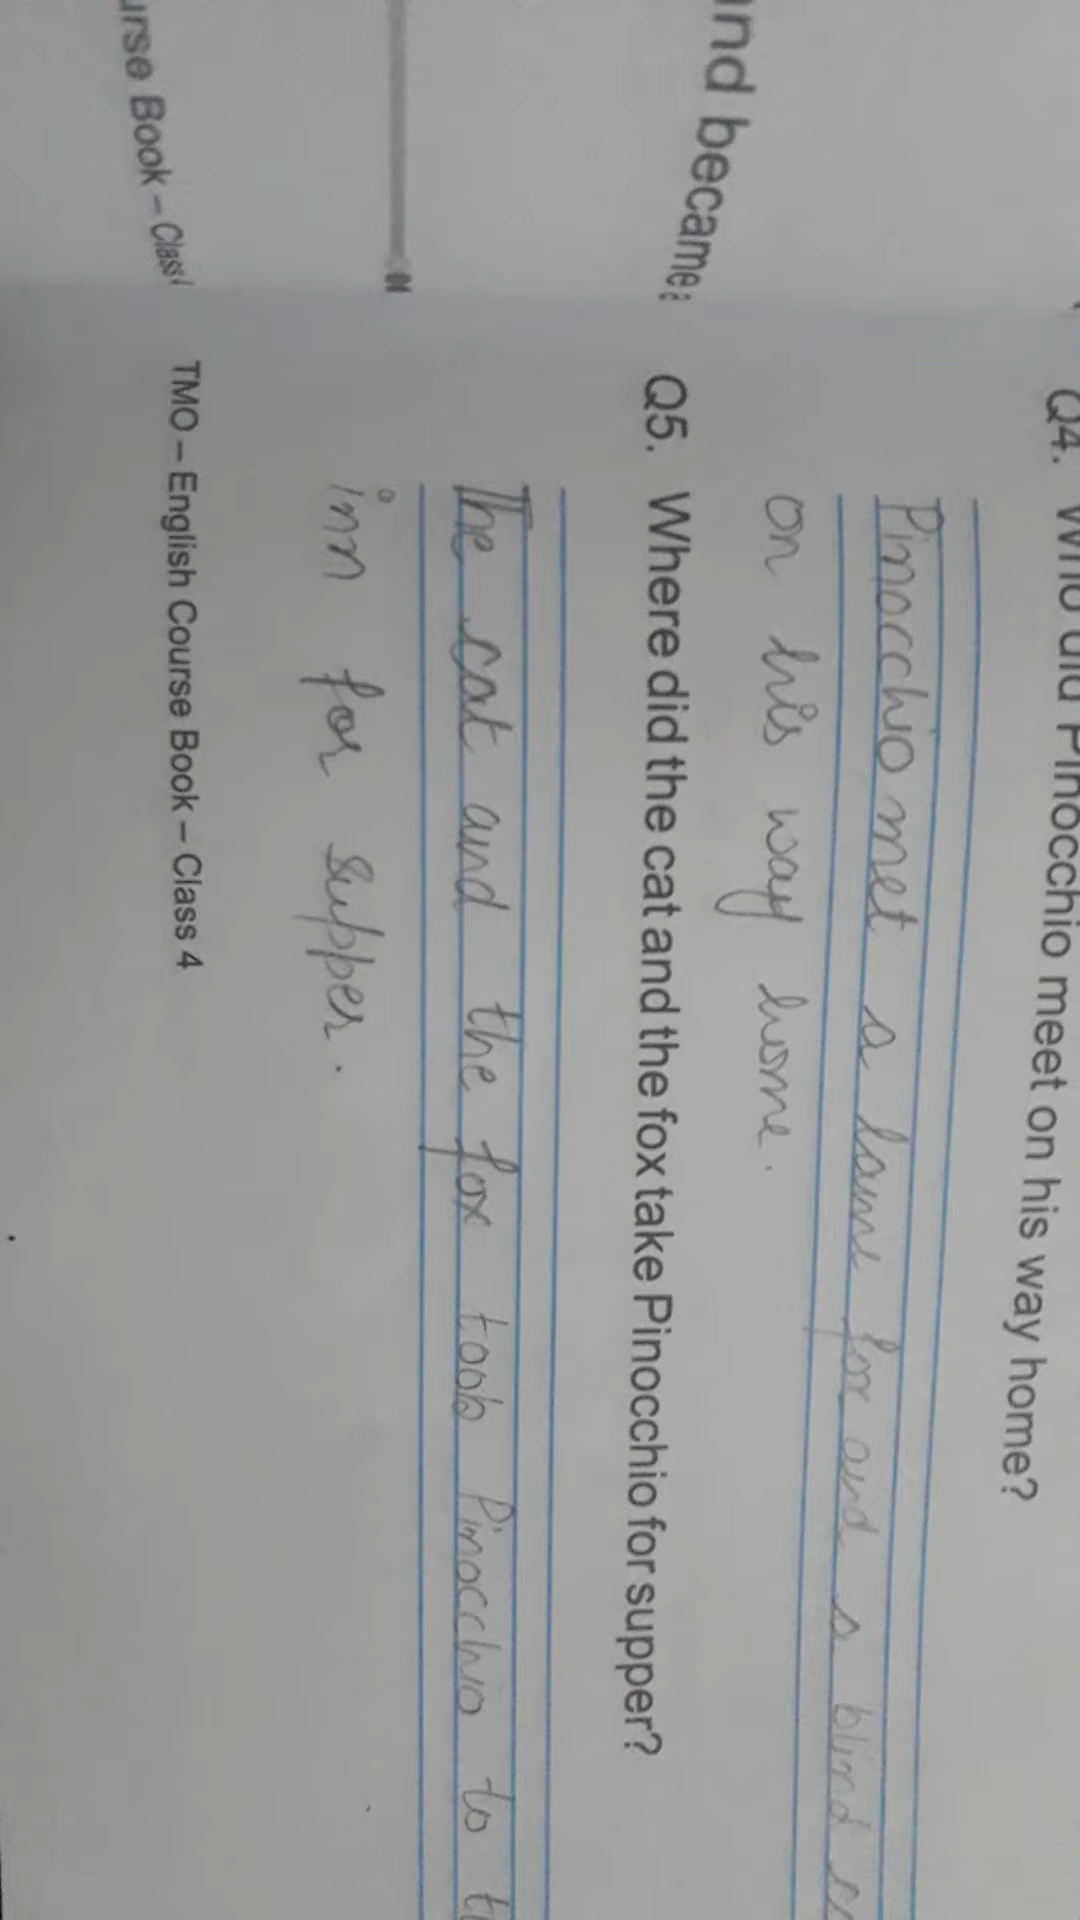 and became
urse Book – Class
Q4. Who did Pinocchio meet on his way home?
Pinocchio met a lame fox and a blind
on his way home.
Q5. Where did the cat and the fox take Pinocchio for supper?
The cat and the fox took Pinocchio to
inn for supper.
TMO – English Course Book – Class 4